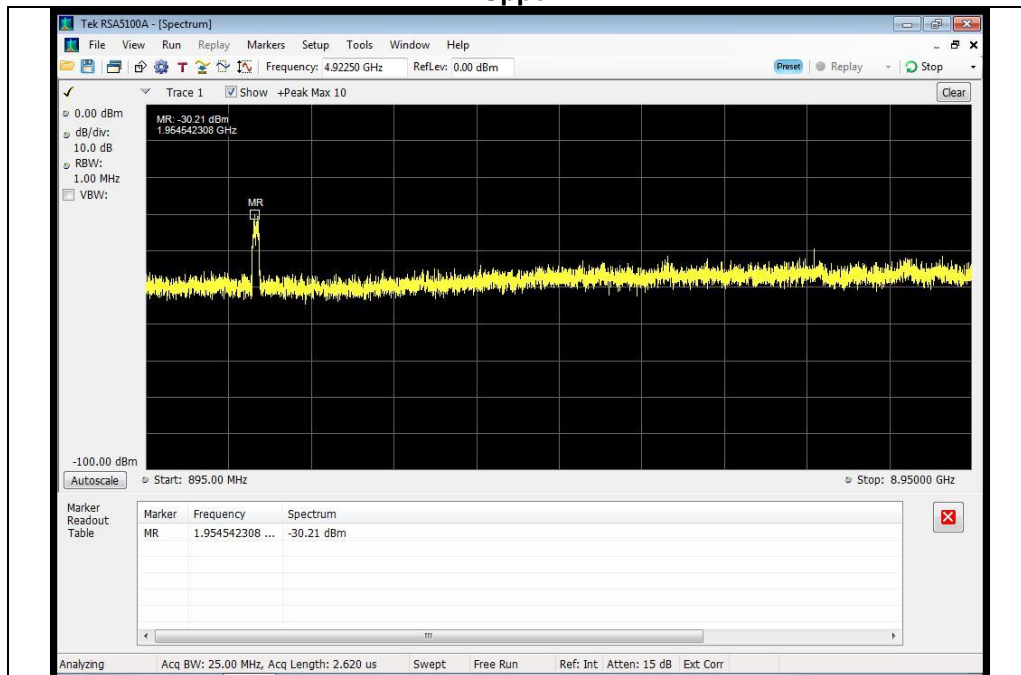 Tek RSA5100A - [Spectrum]
File View Run Replay Markers Setup Tools Window Help
Frequency: 4.92250 GHz RefLev: 0.00 dBm Preset Replay Stop
Trace 1 Show +Peak Max 10 Clear
0.00 dBm
dB/div:
10.0 dB
RBW:
1.00 MHz
VBW:
MR: -30.21 dBm
1.954542308 GHz
MR
-100.00 dBm
Autoscale Start: 895.00 MHz Stop: 8.95000 GHz
Marker
Readout
Table
Marker Frequency Spectrum
MR 1.954542308 ... -30.21 dBm
Analyzing Acq BW: 25.00 MHz, Acq Length: 2.620 us Swept Free Run Ref: Int Atten: 15 dB Ext Corr